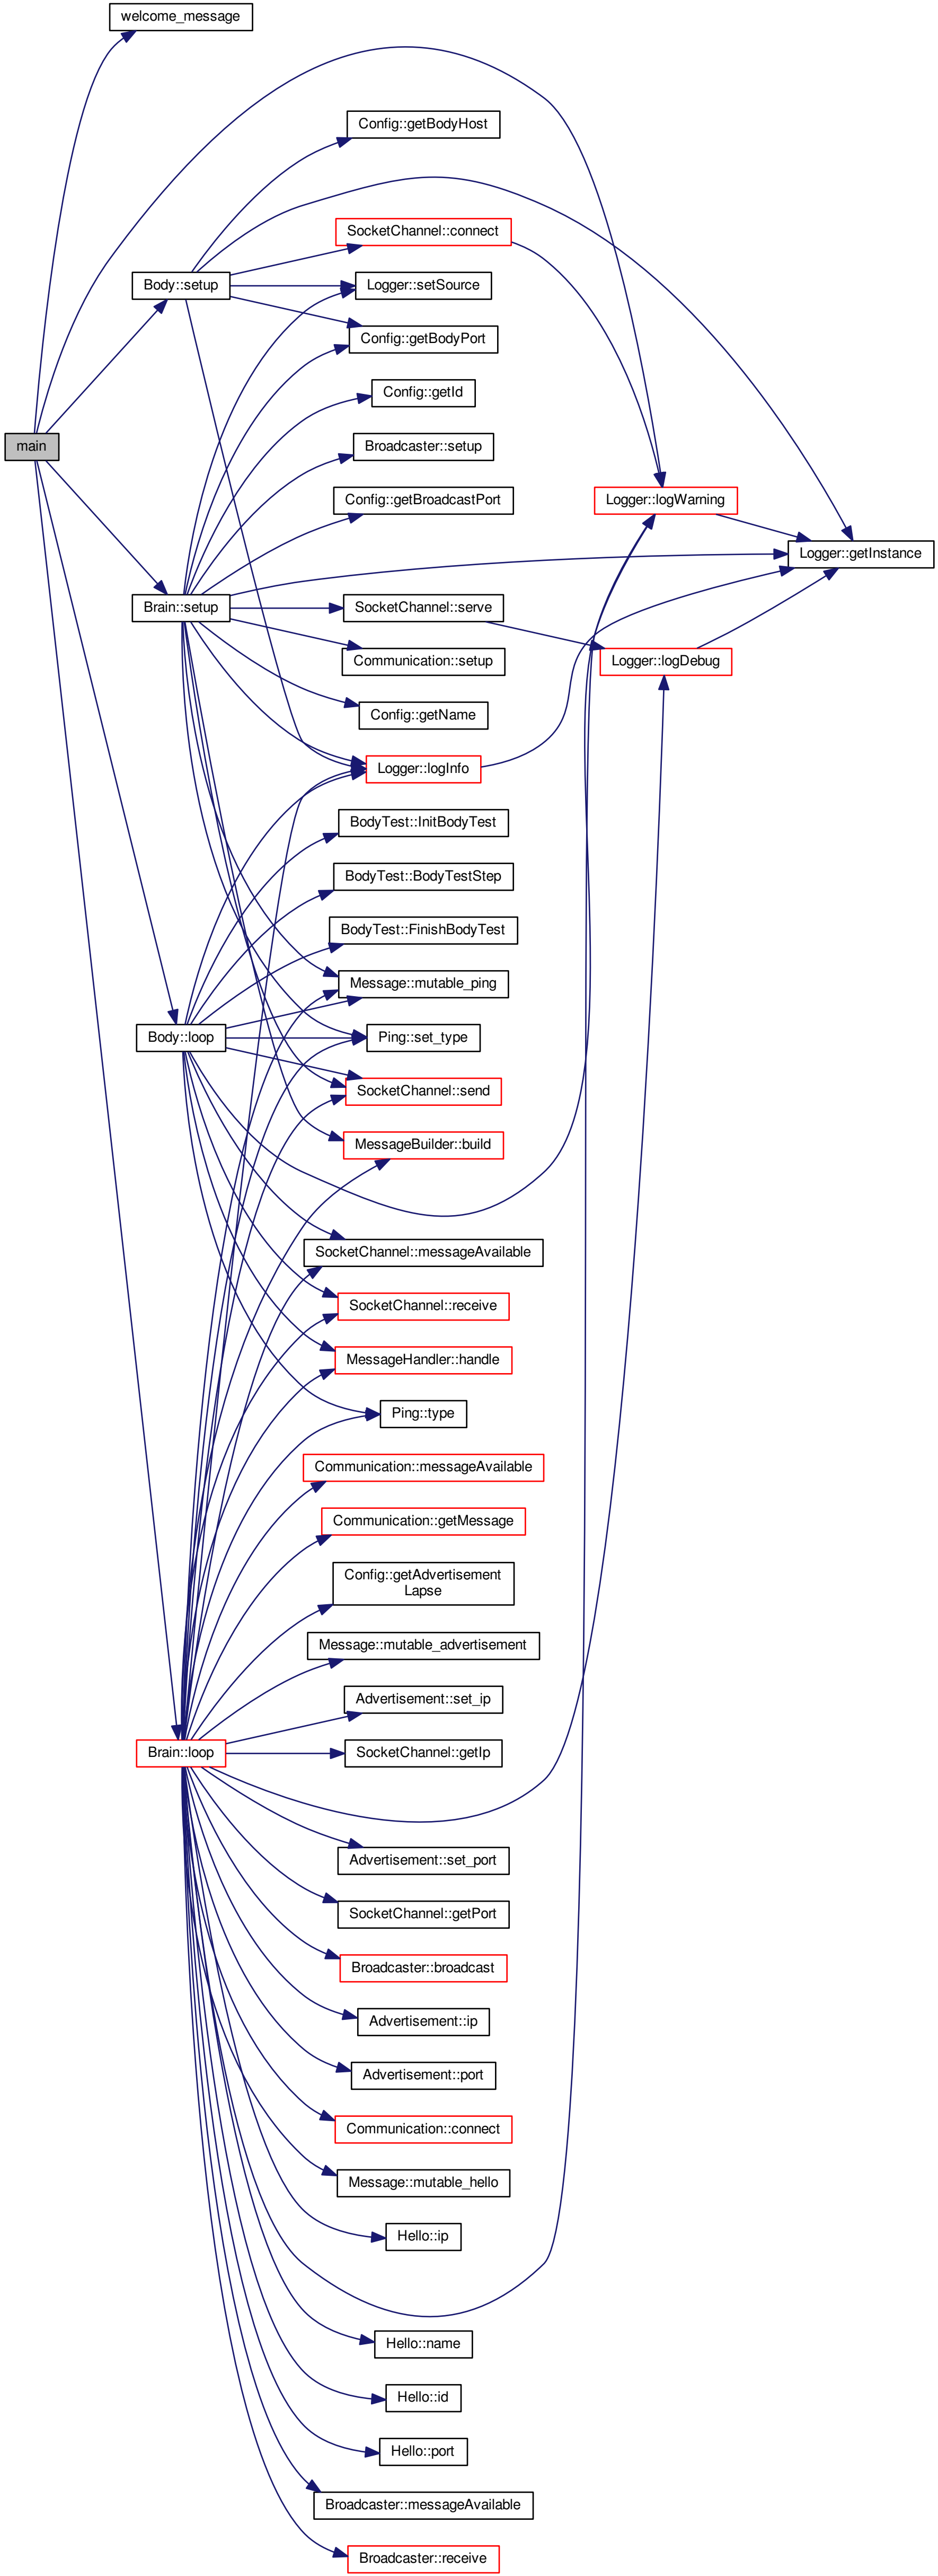 welcome_message
Config::getBodyHost
SocketChannel::connect
Body::setup
Logger::setSource
Config::getBodyPort
Config::getId
main
Broadcaster::setup
Config::getBroadcastPort
Logger::logWarning
Logger::getInstance
Brain::setup
SocketChannel::serve
Communication::setup
Logger::logDebug
Config::getName
Logger::logInfo
BodyTest::InitBodyTest
BodyTest::BodyTestStep
BodyTest::FinishBodyTest
Message::mutable_ping
Body::loop
Ping::set_type
SocketChannel::send
MessageBuilder::build
SocketChannel::messageAvailable
SocketChannel::receive
MessageHandler::handle
Ping::type
Communication::messageAvailable
Communication::getMessage
Config::getAdvertisement
Lapse
Message::mutable_advertisement
Advertisement::set_ip
Brain::loop
SocketChannel::getIp
Advertisement::set_port
SocketChannel::getPort
Broadcaster::broadcast
Advertisement::ip
Advertisement::port
Communication::connect
Message::mutable_hello
Hello::ip
Hello::name
Hello::id
Hello::port
Broadcaster::messageAvailable
Broadcaster::receive